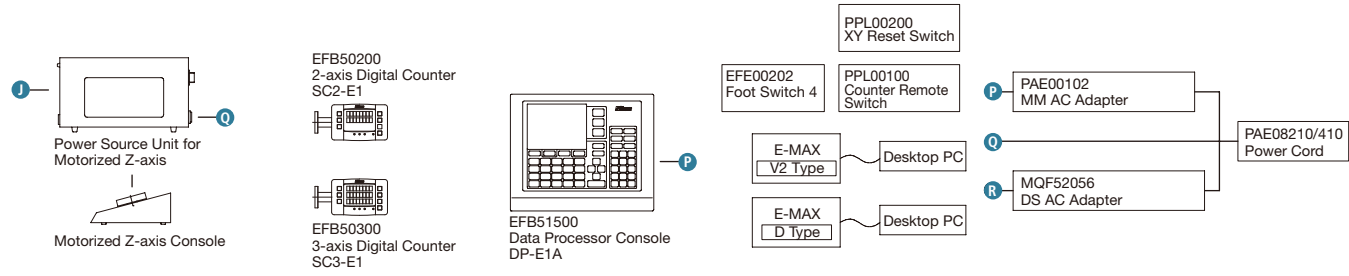 J
Q
Power Source Unit for
Motorized Z-axis
Motorized Z-axis Console
EFB50200
2-axis Digital Counter
SC2-E1
EFB50300
3-axis Digital Counter
SC3-E1
P
EFB51500
Data Processor Console
DP-E1A
PPL00200
XY Reset Switch
EFE00202
Foot Switch 4
PPL00100
Counter Remote
Switch
E-MAX
V2 Type
Desktop PC
E-MAX
D Type
Desktop PC
P
PAE00102
MM AC Adapter
Q
R
MQF52056
DS AC Adapter
PAE08210/410
Power Cord